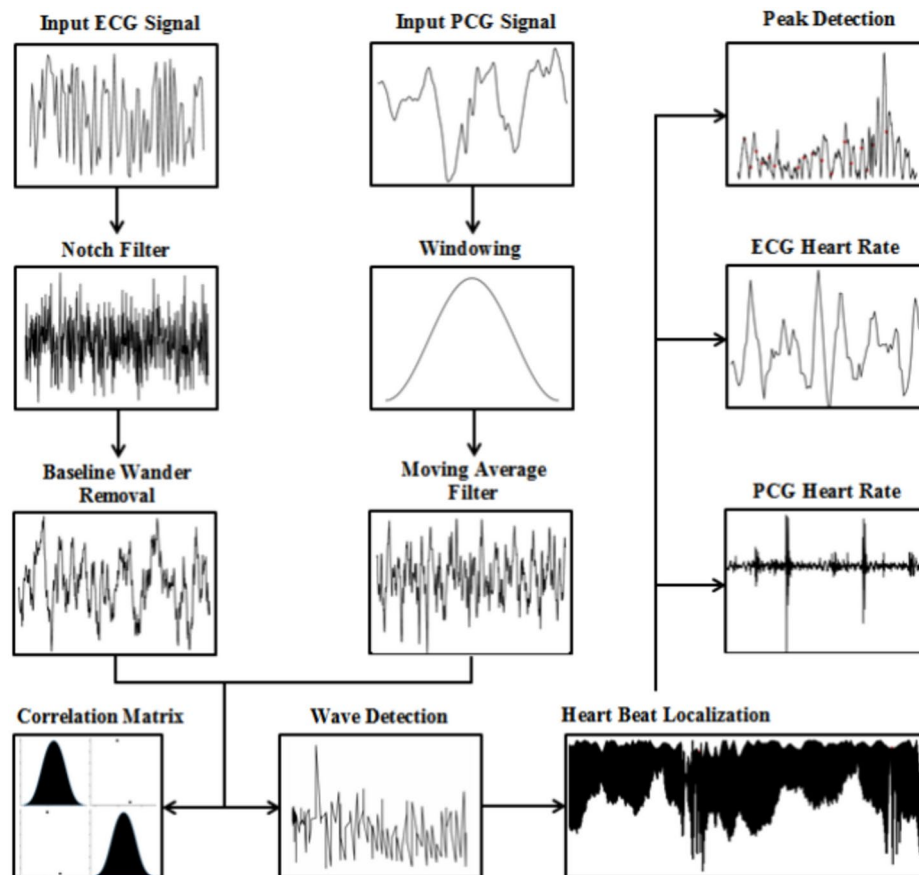 Input ECG Signal
Input PCG Signal
Peak Detection
Notch Filter
Windowing
ECG Heart Rate
Baseline Wander
Removal
Moving Average
Filter
PCG Heart Rate
Correlation Matrix
Wave Detection
Heart Beat Localization